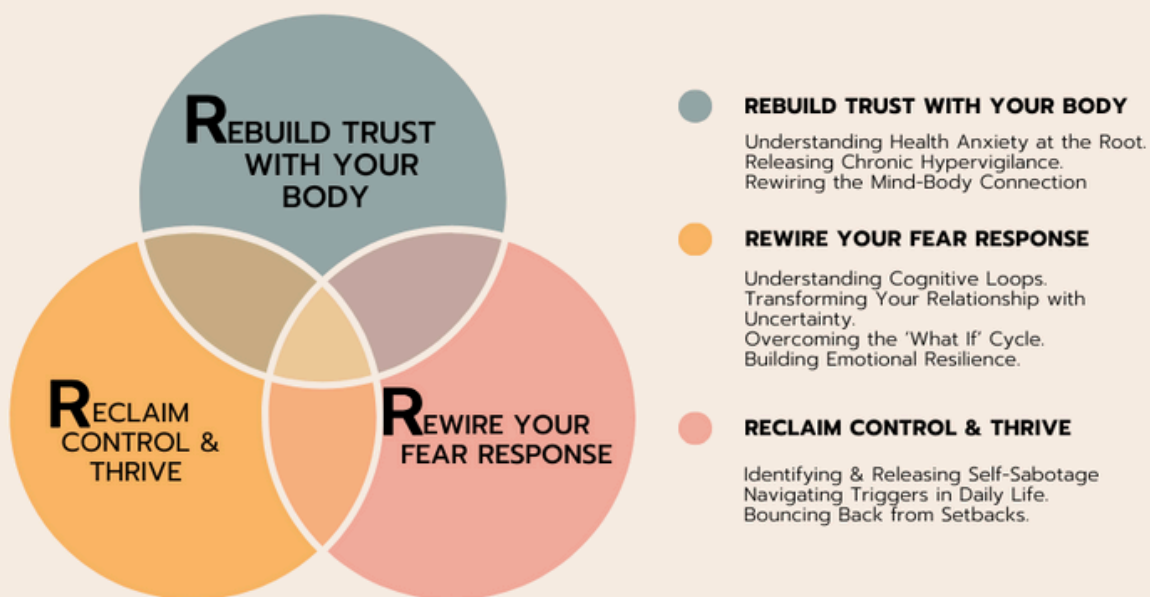 REBUILD TRUST
WITH YOUR
BODY
RECLAIM
CONTROL &
THRIVE
REWIRE YOUR
FEAR RESPONSE
REBUILD TRUST WITH YOUR BODY
Understanding Health Anxiety at the Root.
Releasing Chronic Hypervigilance.
Rewiring the Mind-Body Connection
REWIRE YOUR FEAR RESPONSE
Understanding Cognitive Loops.
Transforming Your Relationship with
Uncertainty.
Overcoming the ‘What If’ Cycle.
Building Emotional Resilience.
RECLAIM CONTROL & THRIVE
Identifying & Releasing Self-Sabotage
Navigating Triggers in Daily Life.
Bouncing Back from Setbacks.